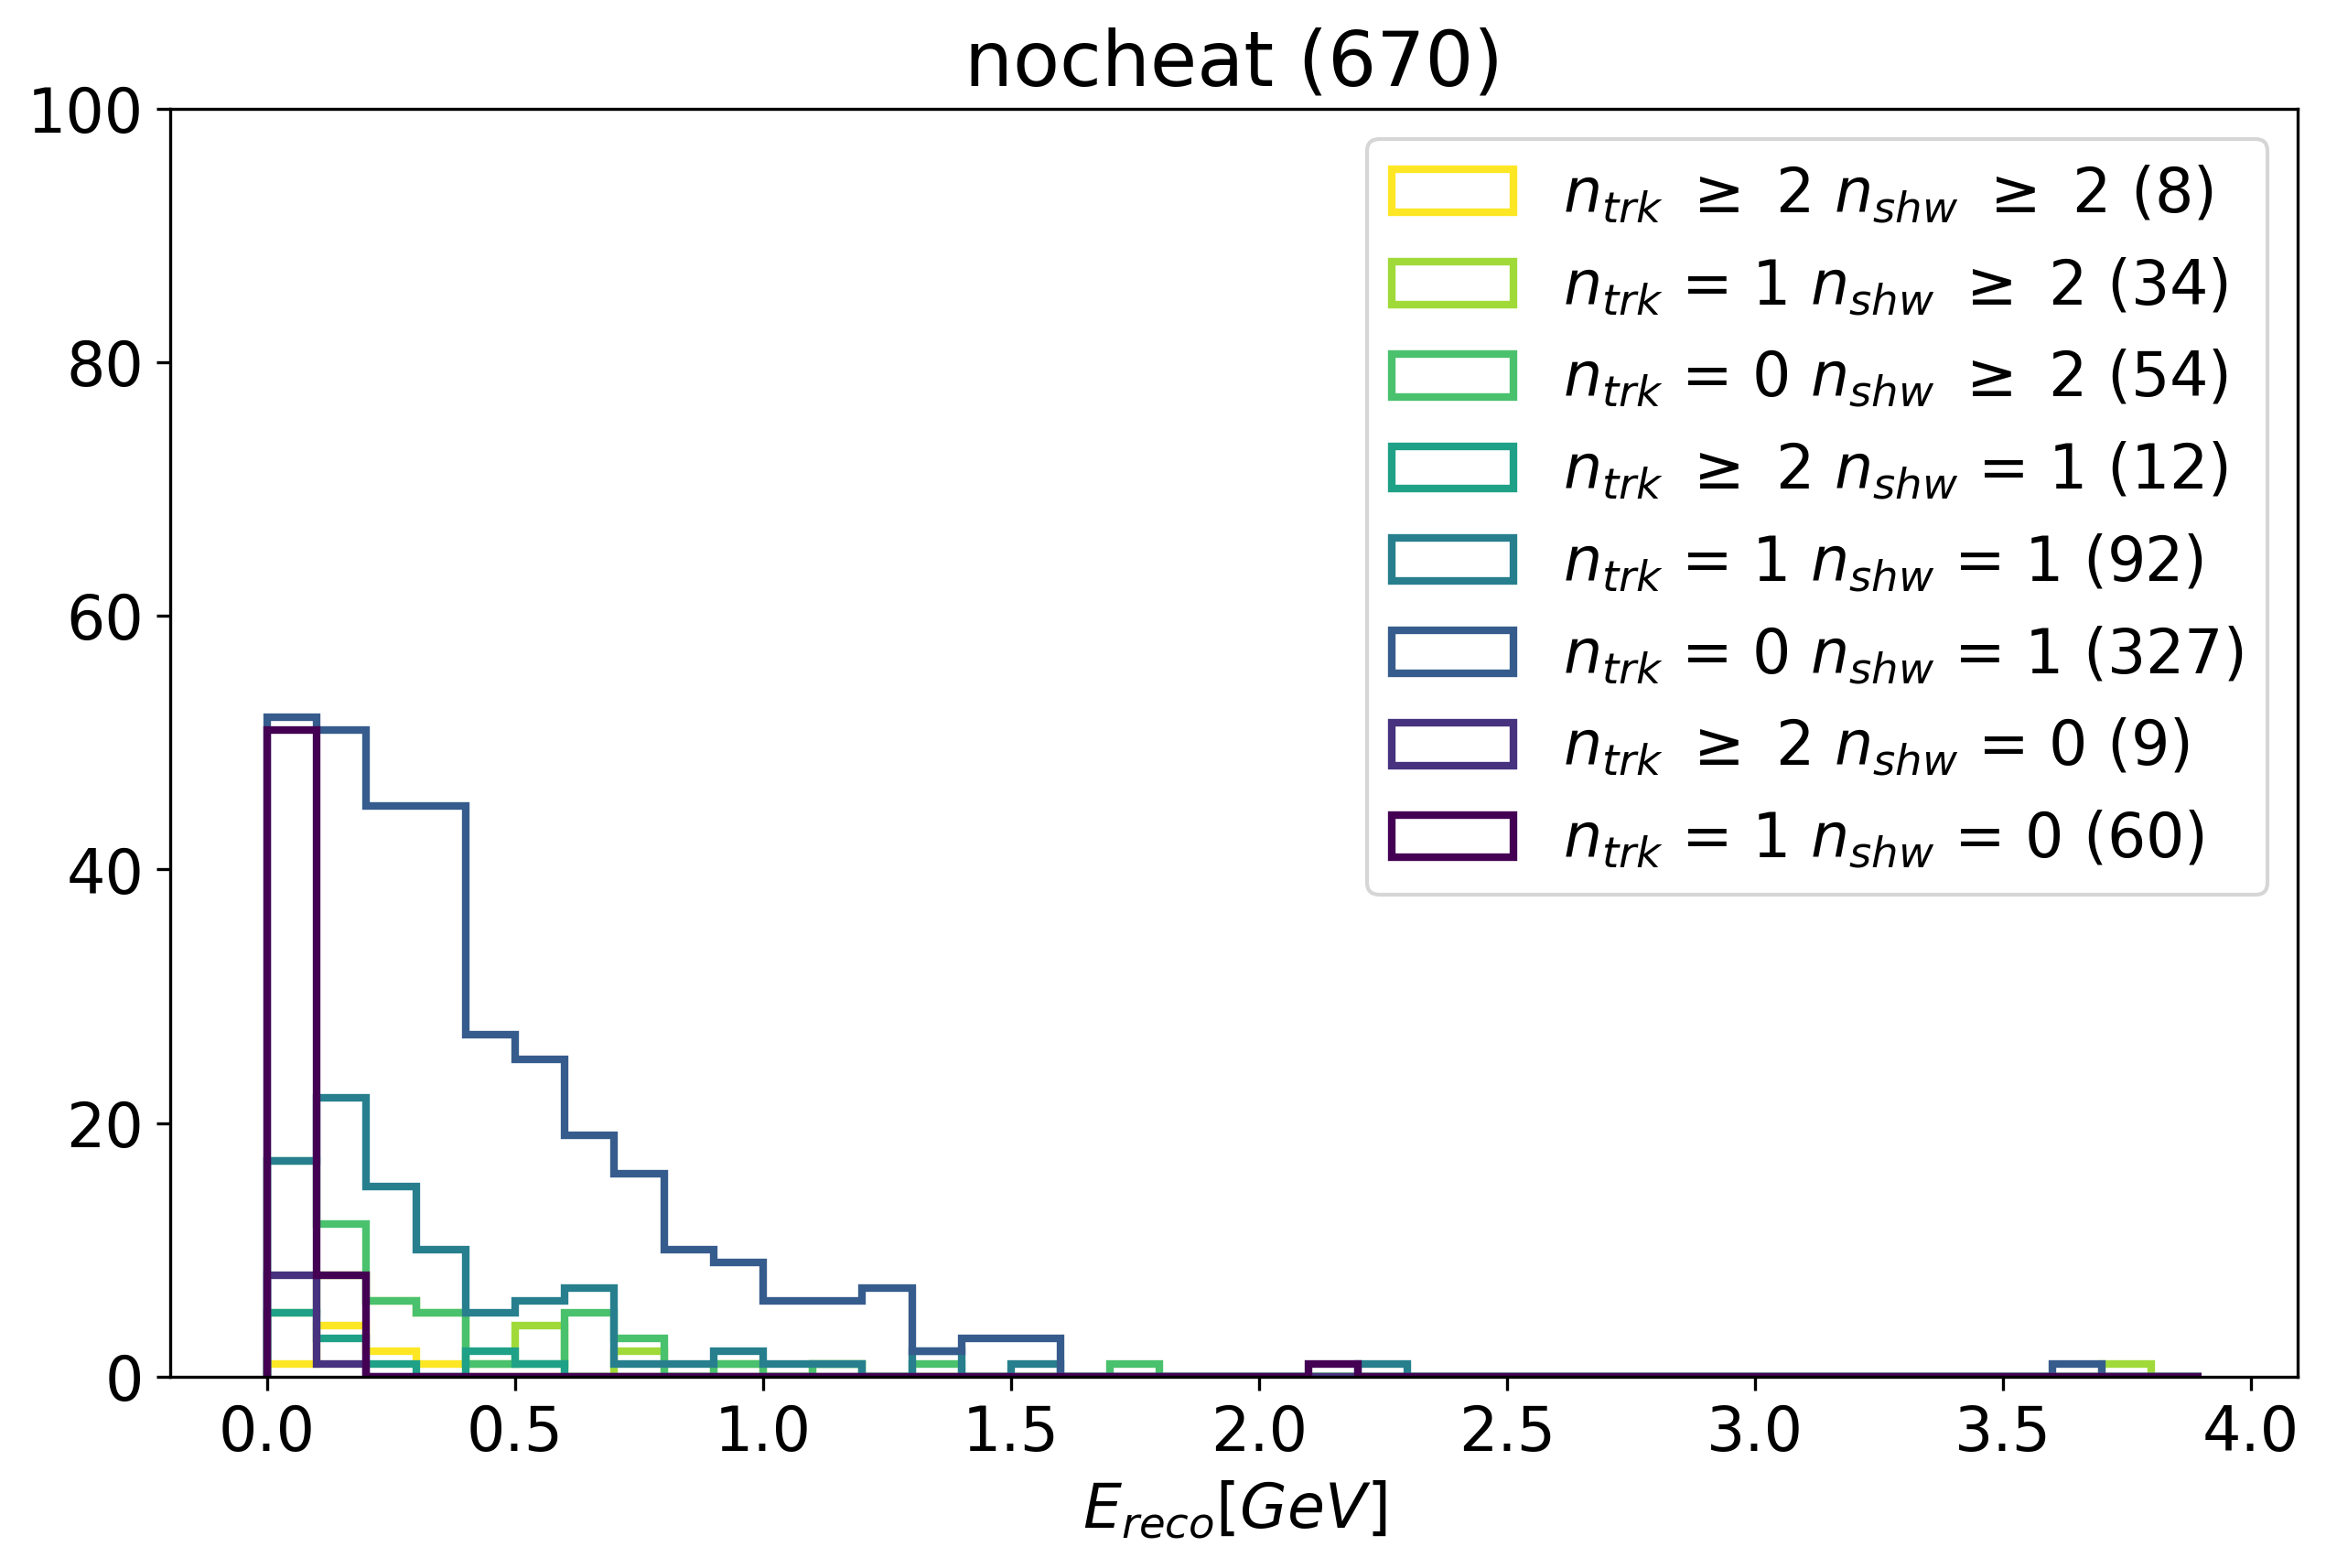 nocheat (670)
100
80
60
40
20
0
n_trk ≥ 2 n_shw ≥ 2 (8)
n_trk = 1 n_shw ≥ 2 (34)
n_trk = 0 n_shw ≥ 2 (54)
n_trk ≥ 2 n_shw = 1 (12)
n_trk = 1 n_shw = 1 (92)
n_trk = 0 n_shw = 1 (327)
n_trk ≥ 2 n_shw = 0 (9)
n_trk = 1 n_shw = 0 (60)
0.0 0.5 1.0 1.5 2.0 2.5 3.0 3.5 4.0
E_reco[GeV]